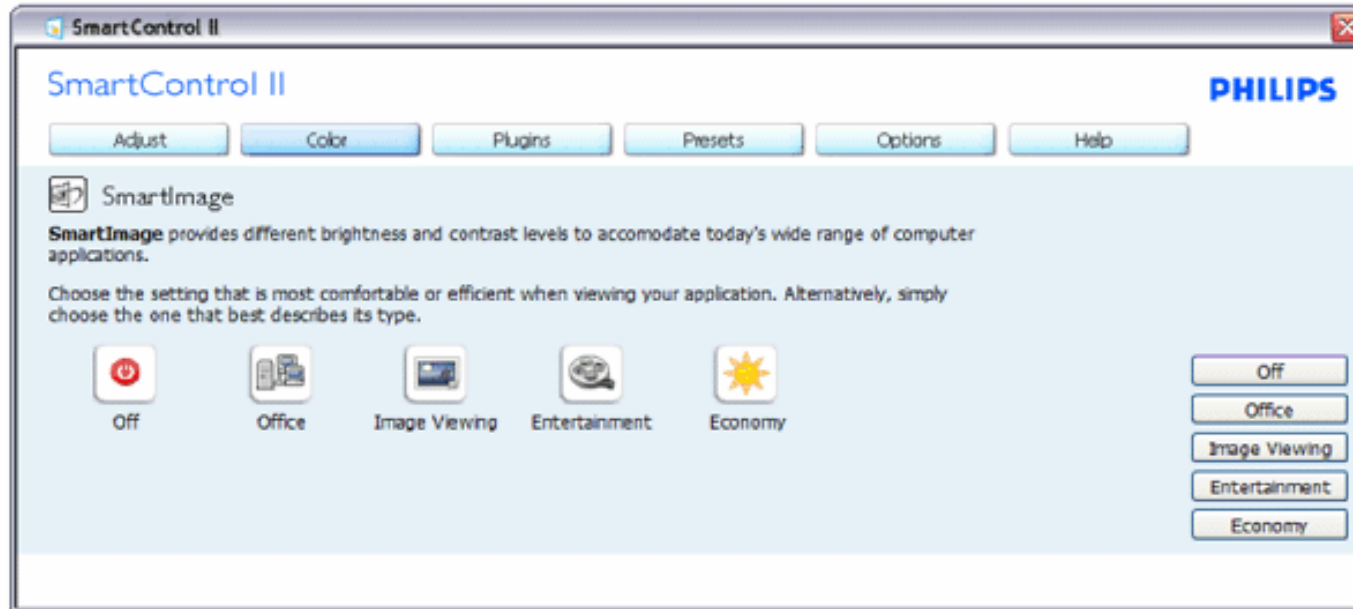 SmartControl II
SmartControl II
PHILIPS
Adjust
Color
Plugins
Presets
Options
Help
SmartImage
SmartImage provides different brightness and contrast levels to accomodate today's wide range of computer
applications.
Choose the setting that is most comfortable or efficient when viewing your application. Alternatively, simply
choose the one that best describes its type.
Off
Office
Image Viewing
Entertainment
Economy
Off
Office
Image Viewing
Entertainment
Economy